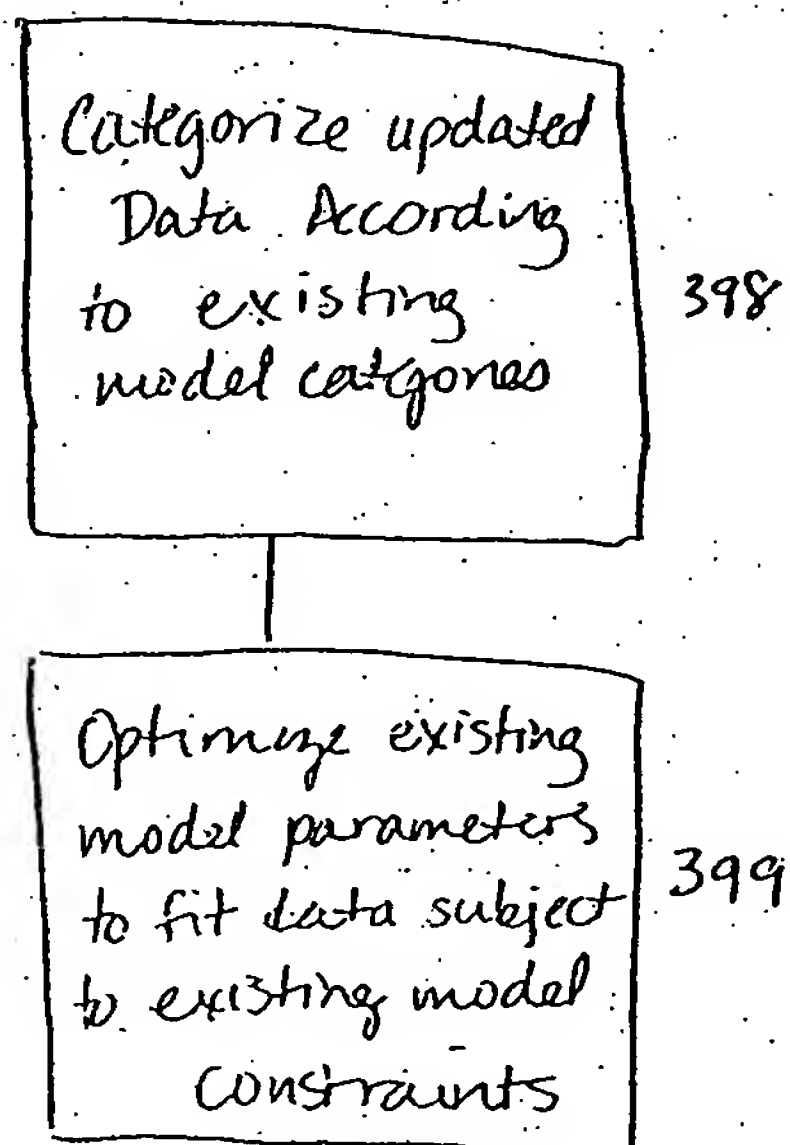 Categorize updated
Data According
to existing
model catgories
398
Optimize existing
model parameters
to fit data subject
to existing model
constraints
399